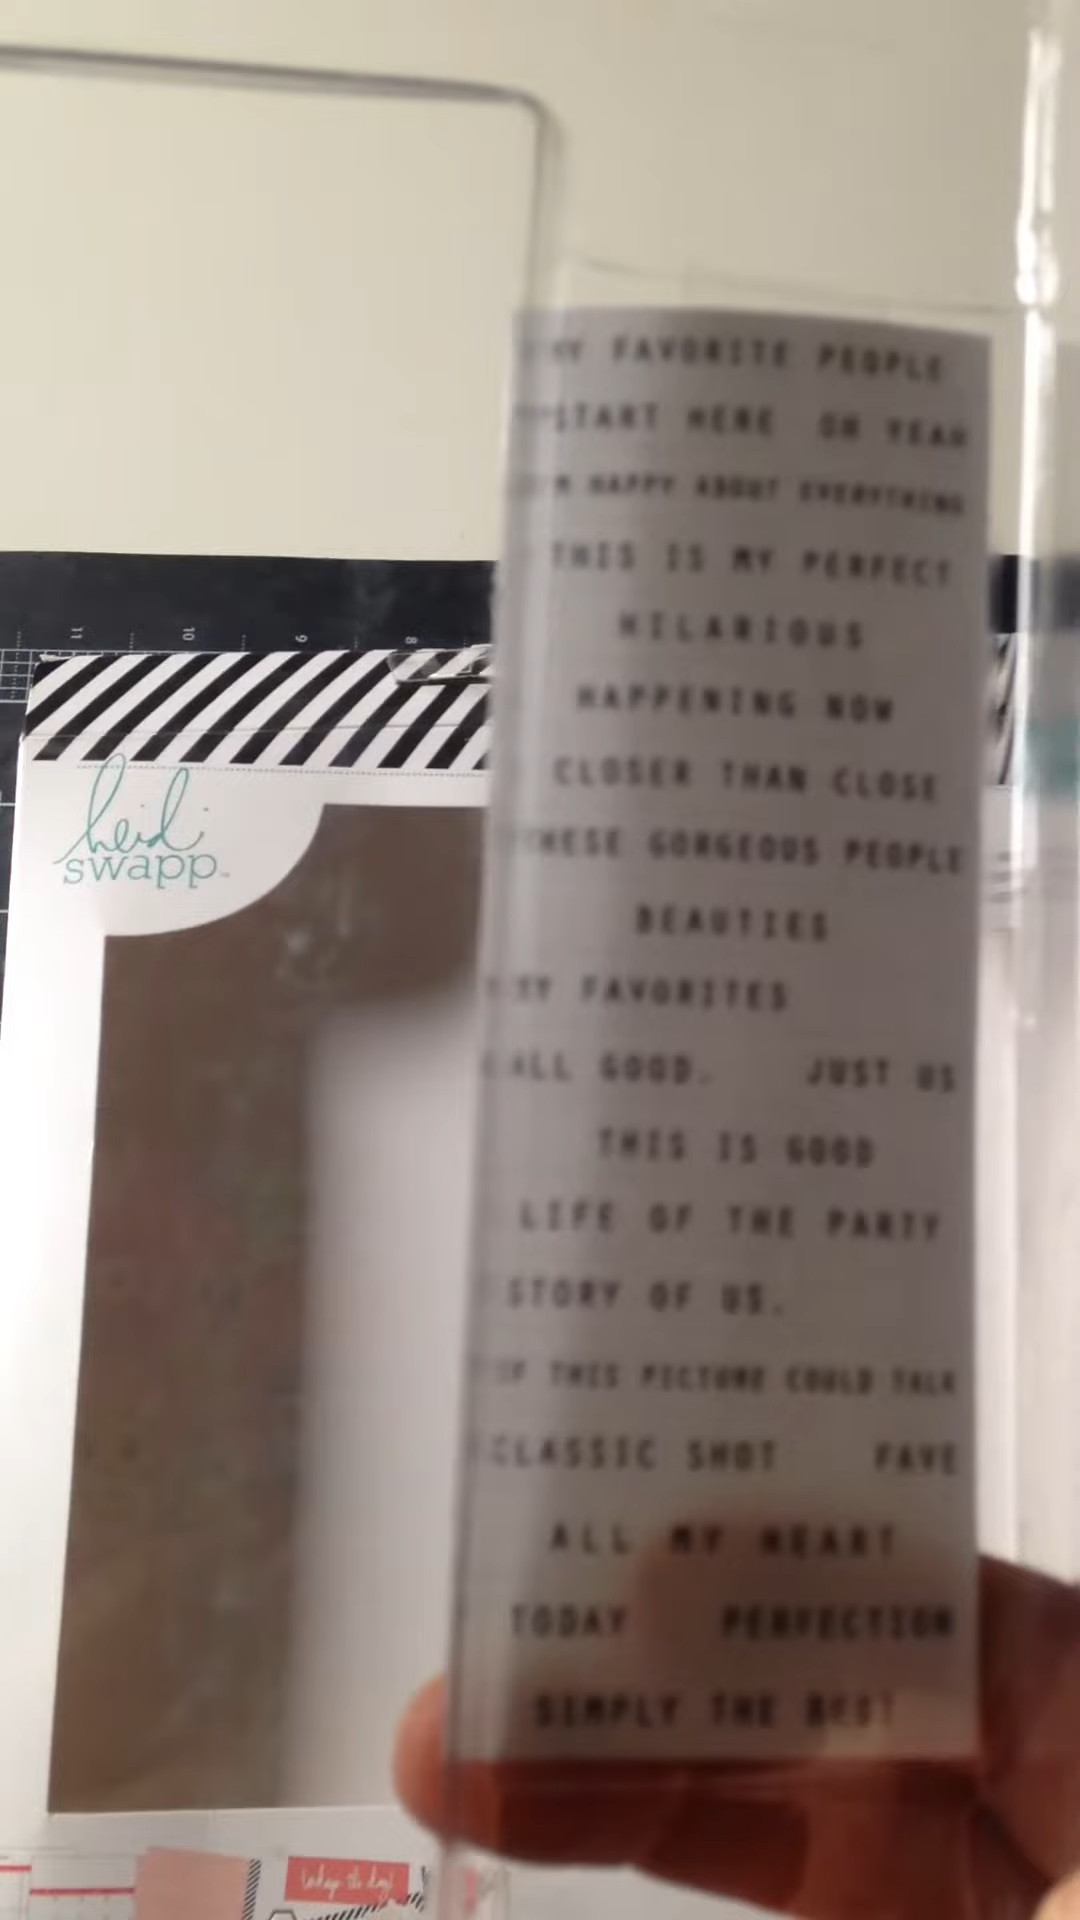 MY FAVORITE PEOPLE
START HERE OH YEAH
I'M HAPPY ABOUT EVERYTHING
THIS IS MY PERFECT
HILARIOUS
HAPPENING NOW
CLOSER THAN CLOSE
THESE GORGEOUS PEOPLE
BEAUTIES
MY FAVORITES
ALL GOOD. JUST US
THIS IS GOOD
LIFE OF THE PARTY
STORY OF US.
IF THIS PICTURE COULD TALK
CLASSIC SHOT FAVE
ALL MY HEART
TODAY PERFECTION
SIMPLY THE BEST
11 10 9 8
heidi
swapp
the day!